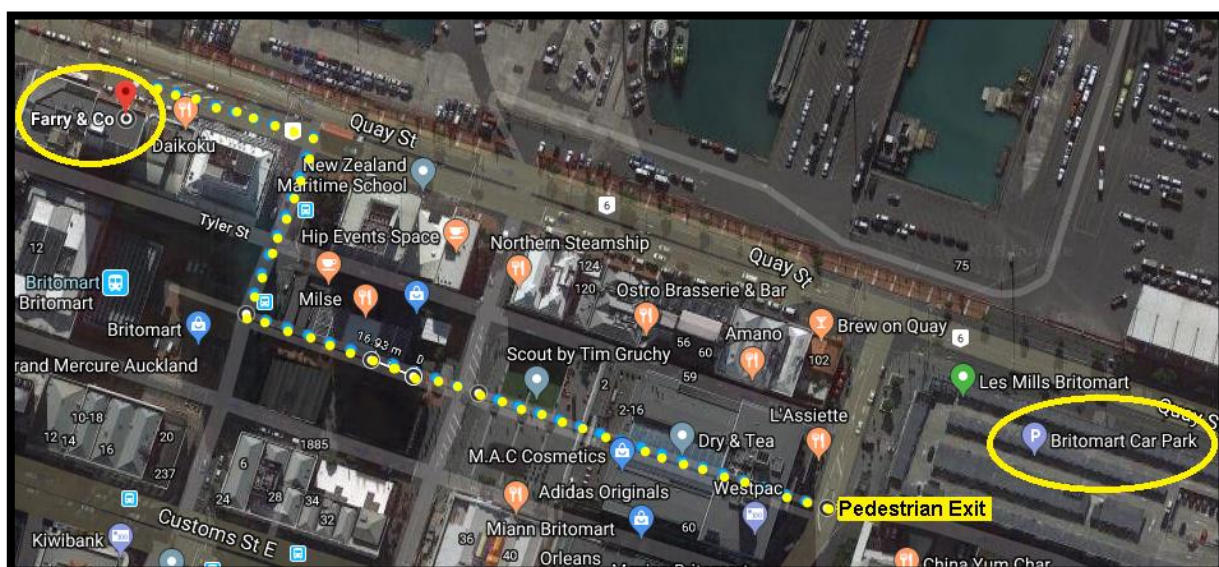 Farry & Co
Daikoku
Quay St
New Zealand
Maritime School
6
Tyler St
Hip Events Space
Northern Steamship
12
124
120
Quay St
75
Britomart
Britomart
Milse
Ostro Brasserie & Bar
Britomart
16.93 m
D
Amano
Brew on Quay
6
56
60
102
Grand Mercure Auckland
Scout by Tim Gruchy
59
Les Mills Britomart
2
10-18
12
14
16
20
2-16
L'Assiette
Quay S
P
Britomart Car Park
1885
Dry & Tea
M.A.C Cosmetics
237
6
24
28
34
32
Adidas Originals
Westpac
Pedestrian Exit
Customs St E
Miann Britomart
60
Kiwibank
36
40
Orleans
China Yum Char